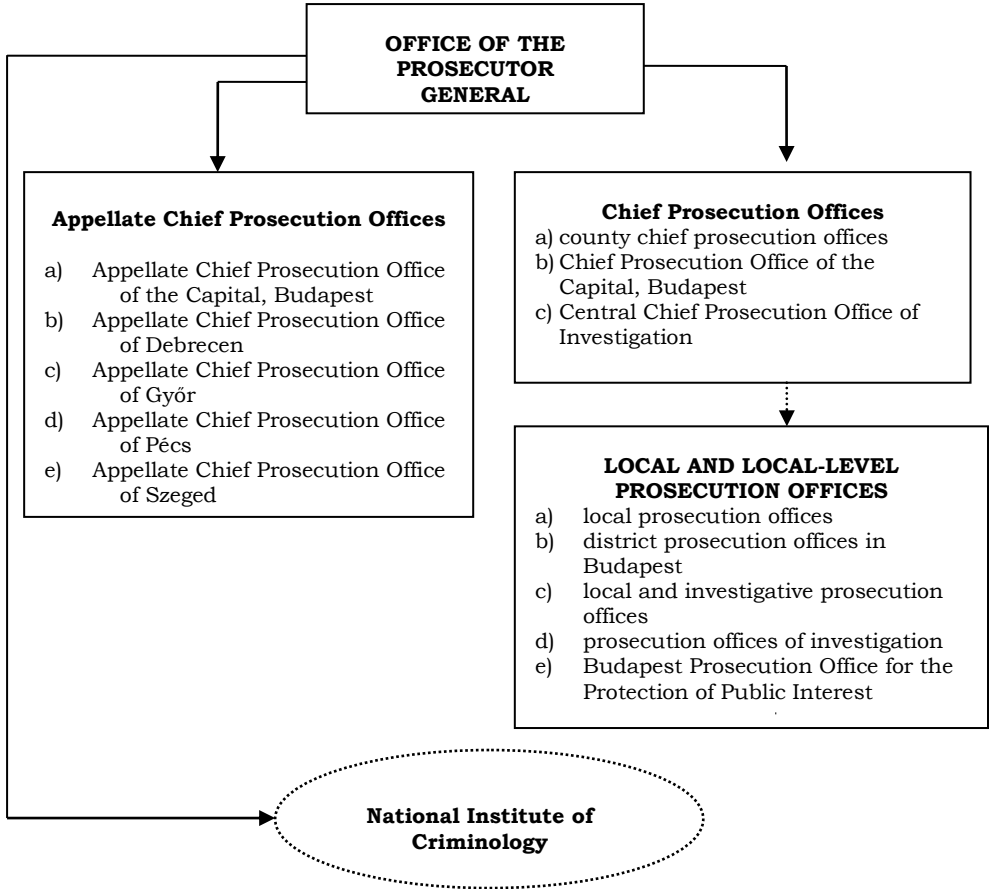 OFFICE OF THE
PROSECUTOR
GENERAL
Appellate Chief Prosecution Offices
a) Appellate Chief Prosecution Office
of the Capital, Budapest
b) Appellate Chief Prosecution Office
of Debrecen
c) Appellate Chief Prosecution Office
of Győr
d) Appellate Chief Prosecution Office
of Pécs
e) Appellate Chief Prosecution Office
of Szeged
Chief Prosecution Offices
a) county chief prosecution offices
b) Chief Prosecution Office of the
Capital, Budapest
c) Central Chief Prosecution Office of
Investigation
LOCAL AND LOCAL-LEVEL
PROSECUTION OFFICES
a) local prosecution offices
b) district prosecution offices in
Budapest
c) local and investigative prosecution
offices
d) prosecution offices of investigation
e) Budapest Prosecution Office for the
Protection of Public Interest
National Institute of
Criminology